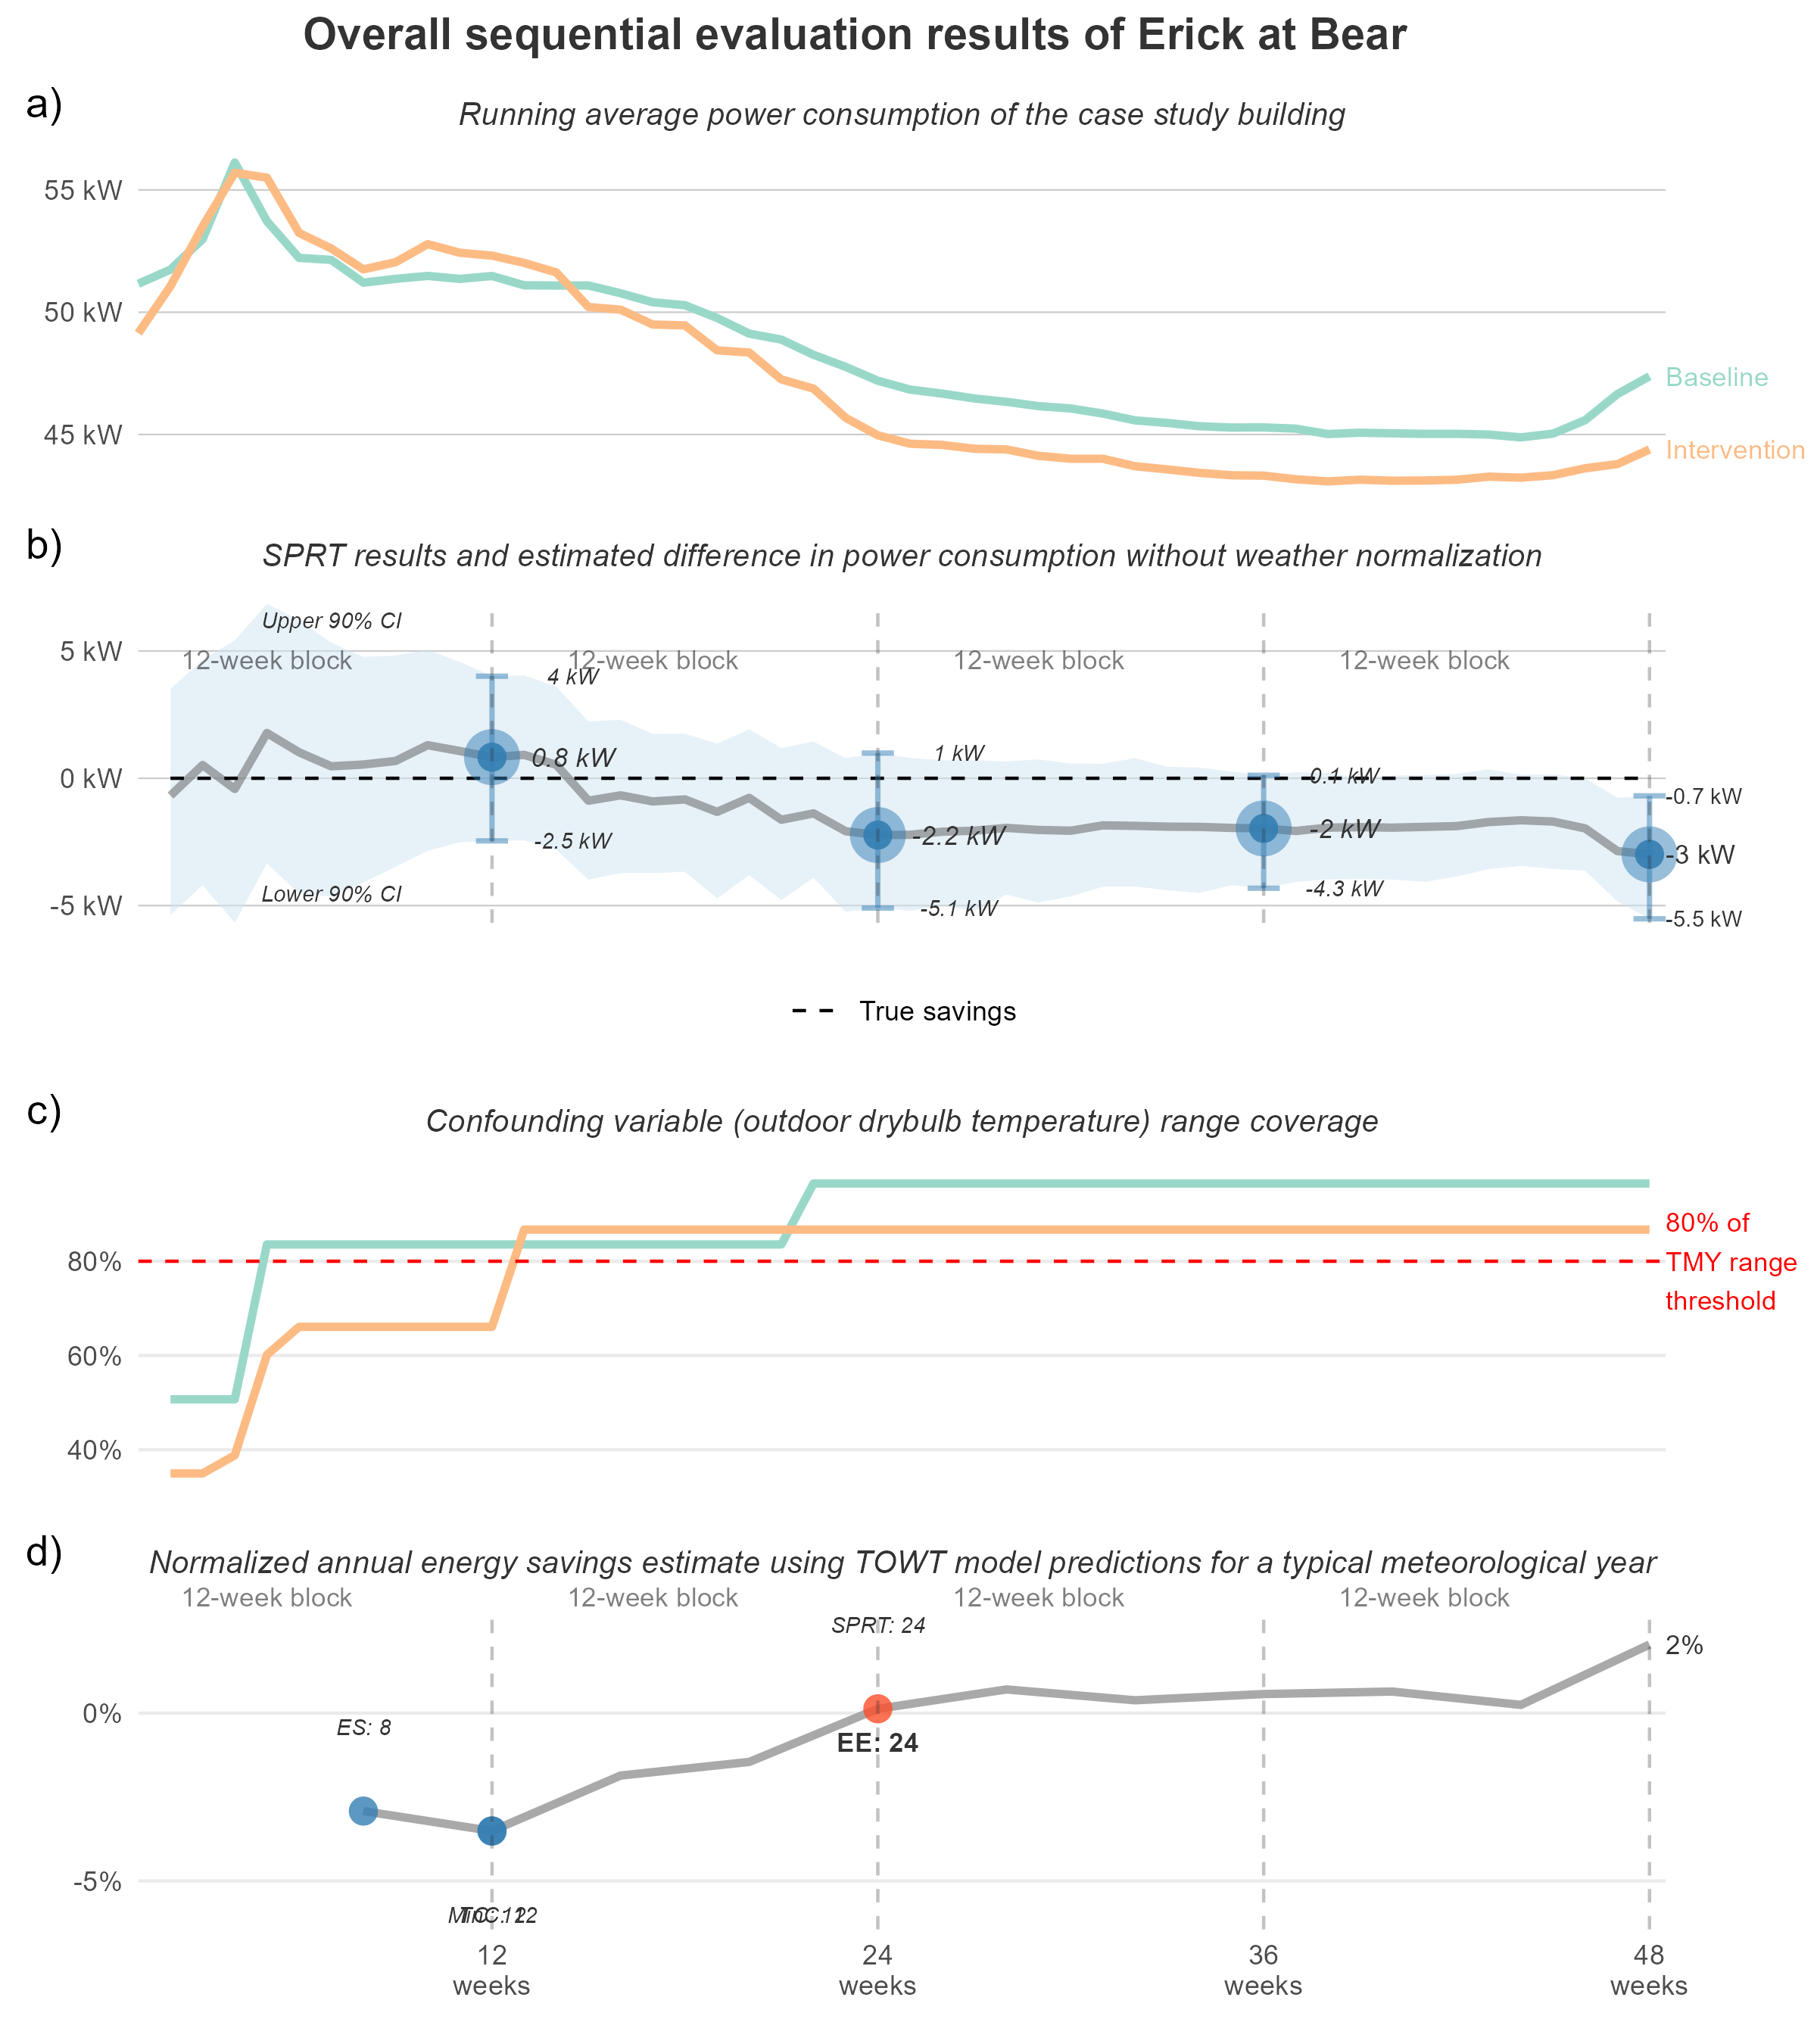 Overall sequential evaluation results of Erick at Bear
a)
Running average power consumption of the case study building
55 kW
50 kW
45 kW
Baseline
Intervention
b)
SPRT results and estimated difference in power consumption without weather normalization
Upper 90% CI
5 kW
12-week block
12-week block
12-week block
12-week block
4 kW
0.8 kW
1 kW
0.1 kW
-0.7 kW
0 kW
-2.5 kW
-2.2 kW
-2 kW
-3 kW
Lower 90% CI
-5 kW
-5.1 kW
-4.3 kW
-5.5 kW
True savings
c)
Confounding variable (outdoor drybulb temperature) range coverage
80% of
TMY range
threshold
80%
60%
40%
d)
Normalized annual energy savings estimate using TOWT model predictions for a typical meteorological year
12-week block
12-week block
12-week block
12-week block
SPRT: 24
2%
0%
ES: 8
EE: 24
-5%
12
weeks
24
weeks
36
weeks
48
weeks